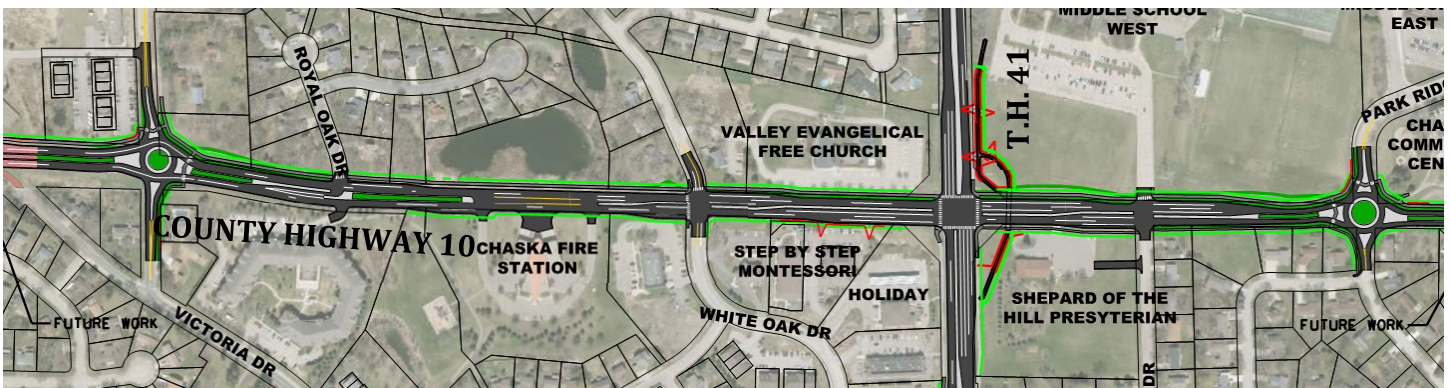 MIDDLE SCHOOL
WEST
EAST
ROYAL OAK DR
T.H. 41
PARK RIDG
VALLEY EVANGELICAL
FREE CHURCH
CHA
COMM
CEN
COUNTY HIGHWAY 10
CHASKA FIRE
STATION
STEP BY STEP
MONTESSORI
HOLIDAY
SHEPARD OF THE
HILL PRESYTERIAN
FUTURE WORK
VICTORIA DR
WHITE OAK DR
FUTURE WORK
DR